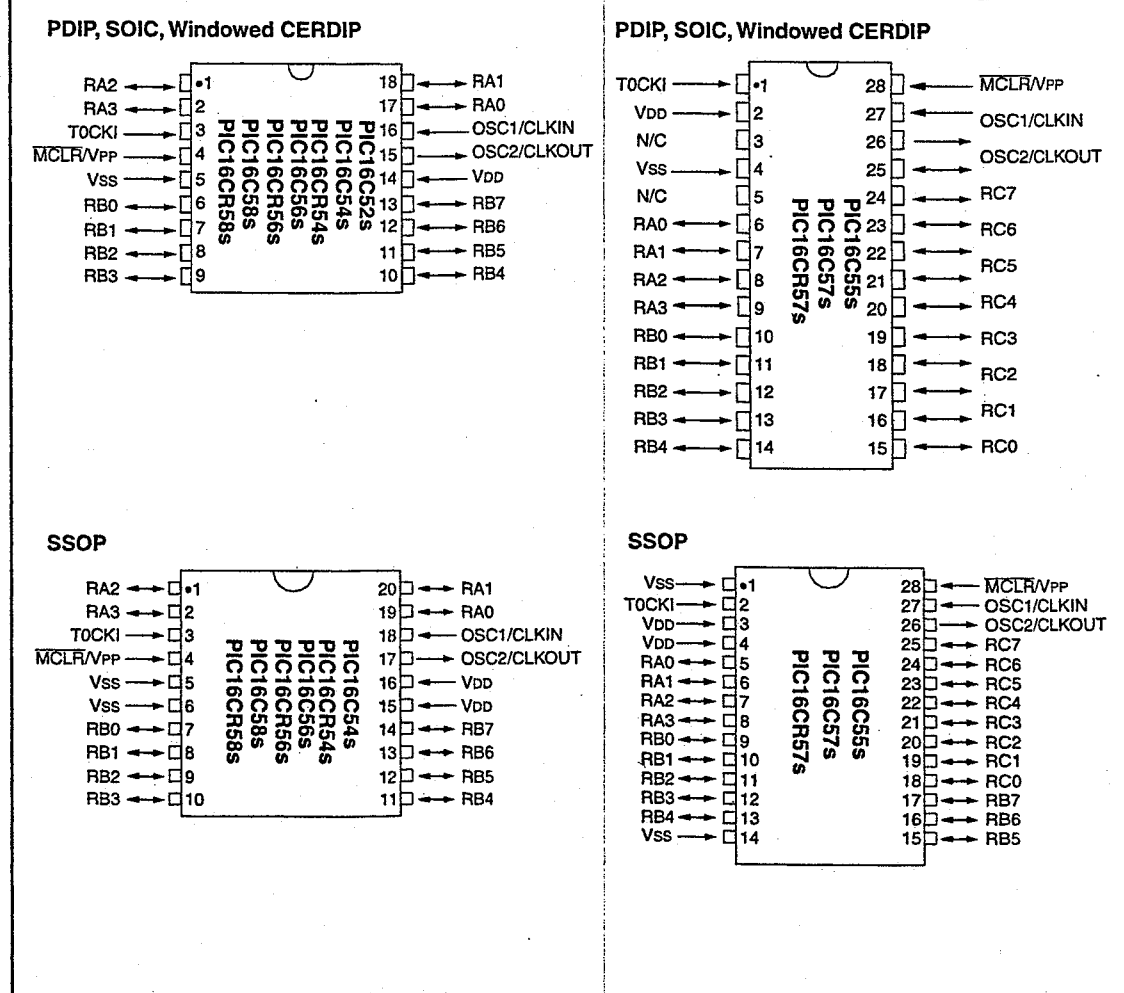 PDIP, SOIC, Windowed CERDIP
RA2 •1 18 RA1
RA3 2 17 RA0
T0CKI 3 16 OSC1/CLKIN
MCLR/VPP 4 15 OSC2/CLKOUT
VSS 5 14 VDD
RB0 6 13 RB7
RB1 7 12 RB6
RB2 8 11 RB5
RB3 9 10 RB4
PIC16C52s
PIC16C54s
PIC16CR54s
PIC16C56s
PIC16CR56s
PIC16C58s
PIC16CR58s
PDIP, SOIC, Windowed CERDIP
T0CKI •1 28 MCLR/VPP
VDD 2 27 OSC1/CLKIN
N/C 3 26 OSC2/CLKOUT
VSS 4 25 RC7
N/C 5 24 RC6
RA0 6 23 RC5
RA1 7 22 RC4
RA2 8 21 RC3
RA3 9 20 RC2
RB0 10 19 RC1
RB1 11 18 RC0
RB2 12 17
RB3 13 16
RB4 14 15
PIC16C55s
PIC16C57s
PIC16CR57s
SSOP
RA2 •1 20 RA1
RA3 2 19 RA0
T0CKI 3 18 OSC1/CLKIN
MCLR/VPP 4 17 OSC2/CLKOUT
VSS 5 16 VDD
VSS 6 15 VDD
RB0 7 14 RB7
RB1 8 13 RB6
RB2 9 12 RB5
RB3 10 11 RB4
PIC16C54s
PIC16CR54s
PIC16C56s
PIC16CR56s
PIC16C58s
PIC16CR58s
SSOP
VSS •1 28 MCLR/VPP
T0CKI 2 27 OSC1/CLKIN
VDD 3 26 OSC2/CLKOUT
VDD 4 25 RC7
RA0 5 24 RC6
RA1 6 23 RC5
RA2 7 22 RC4
RA3 8 21 RC3
RB0 9 20 RC2
RB1 10 19 RC1
RB2 11 18 RC0
RB3 12 17 RB7
RB4 13 16 RB6
VSS 14 15 RB5
PIC16C55s
PIC16C57s
PIC16CR57s